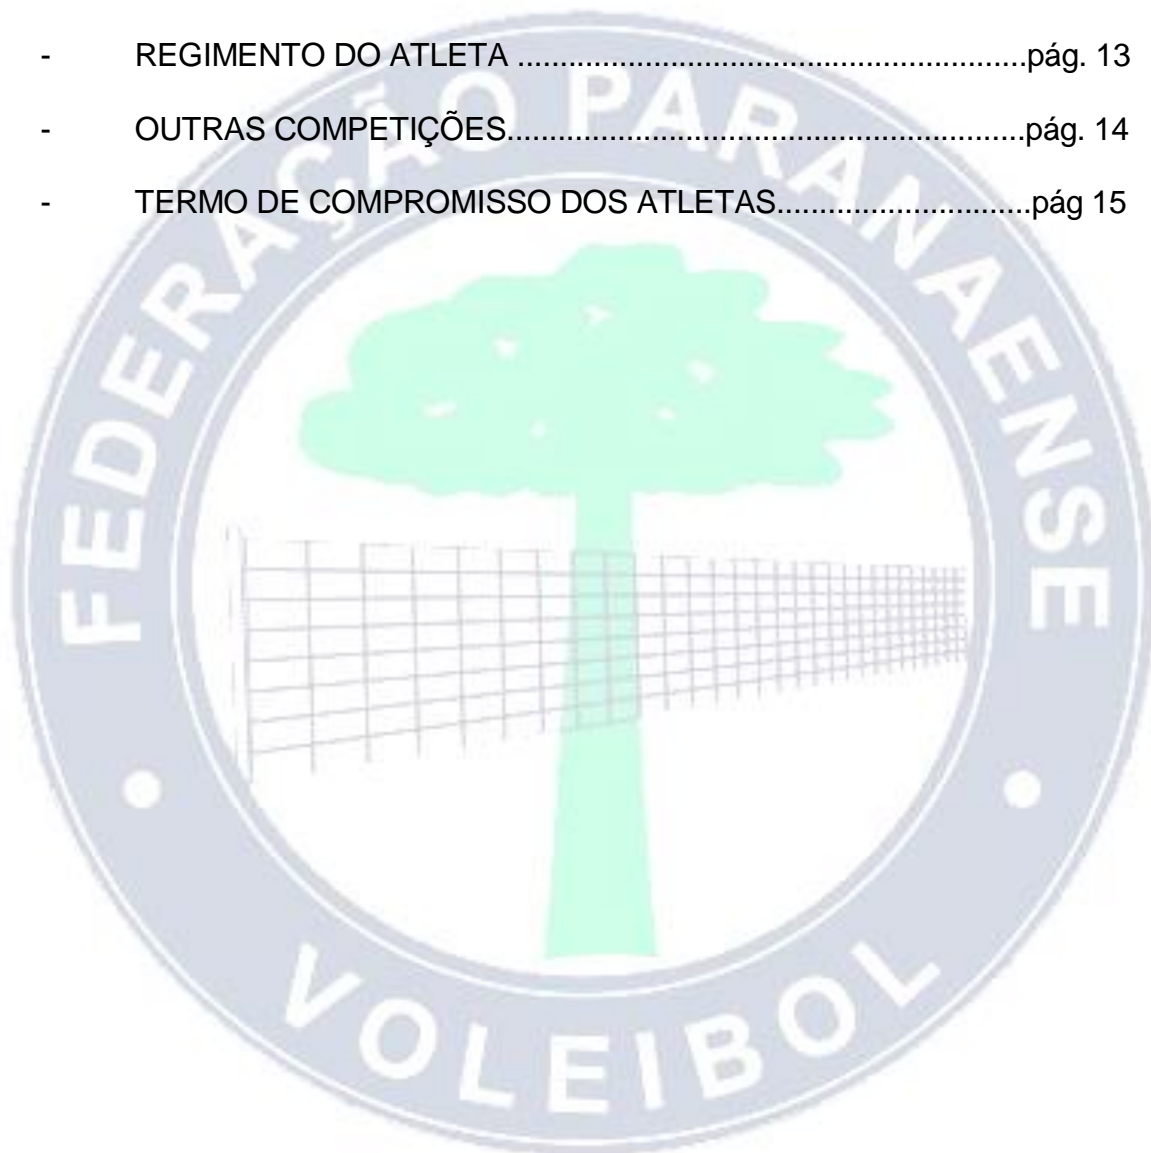 - REGIMENTO DO ATLETA ............................................................pág. 13
- OUTRAS COMPETIÇÕES.............................................................pág. 14
- TERMO DE COMPROMISSO DOS ATLETAS..............................pág 15
FEDERAÇÃO PARANAENSE
VOLEIBOL